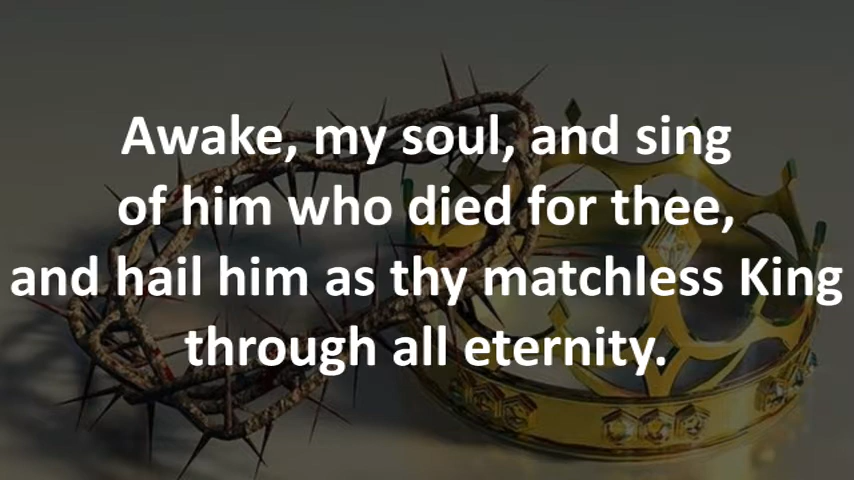 Awake, my soul, and sing
of him who died for thee,
and hail him as thy matchless King
through all eternity.